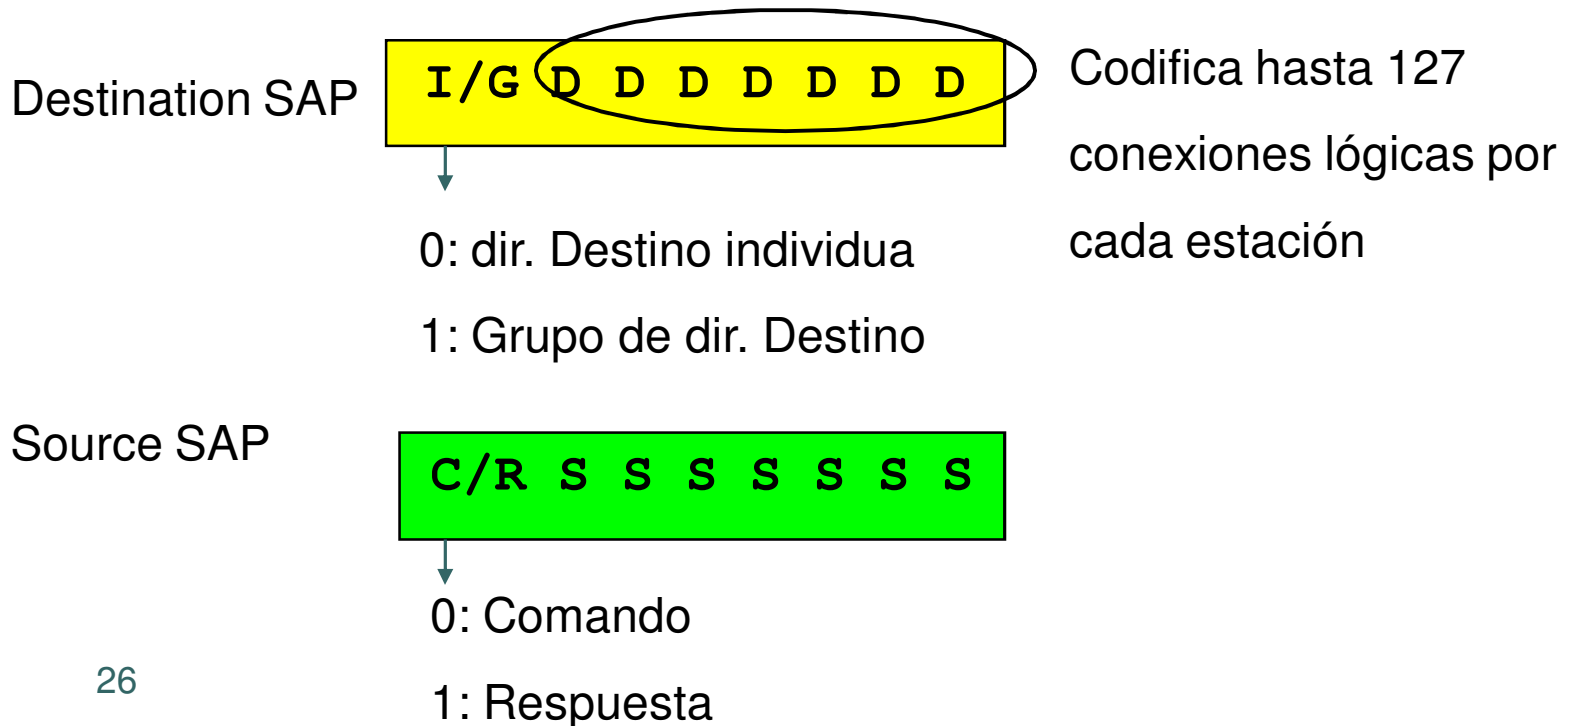 Destination SAP
I/G D D D D D D D
Codifica hasta 127
conexiones lógicas por
cada estación
0: dir. Destino individua
1: Grupo de dir. Destino
Source SAP
C/R S S S S S S S
0: Comando
1: Respuesta
26